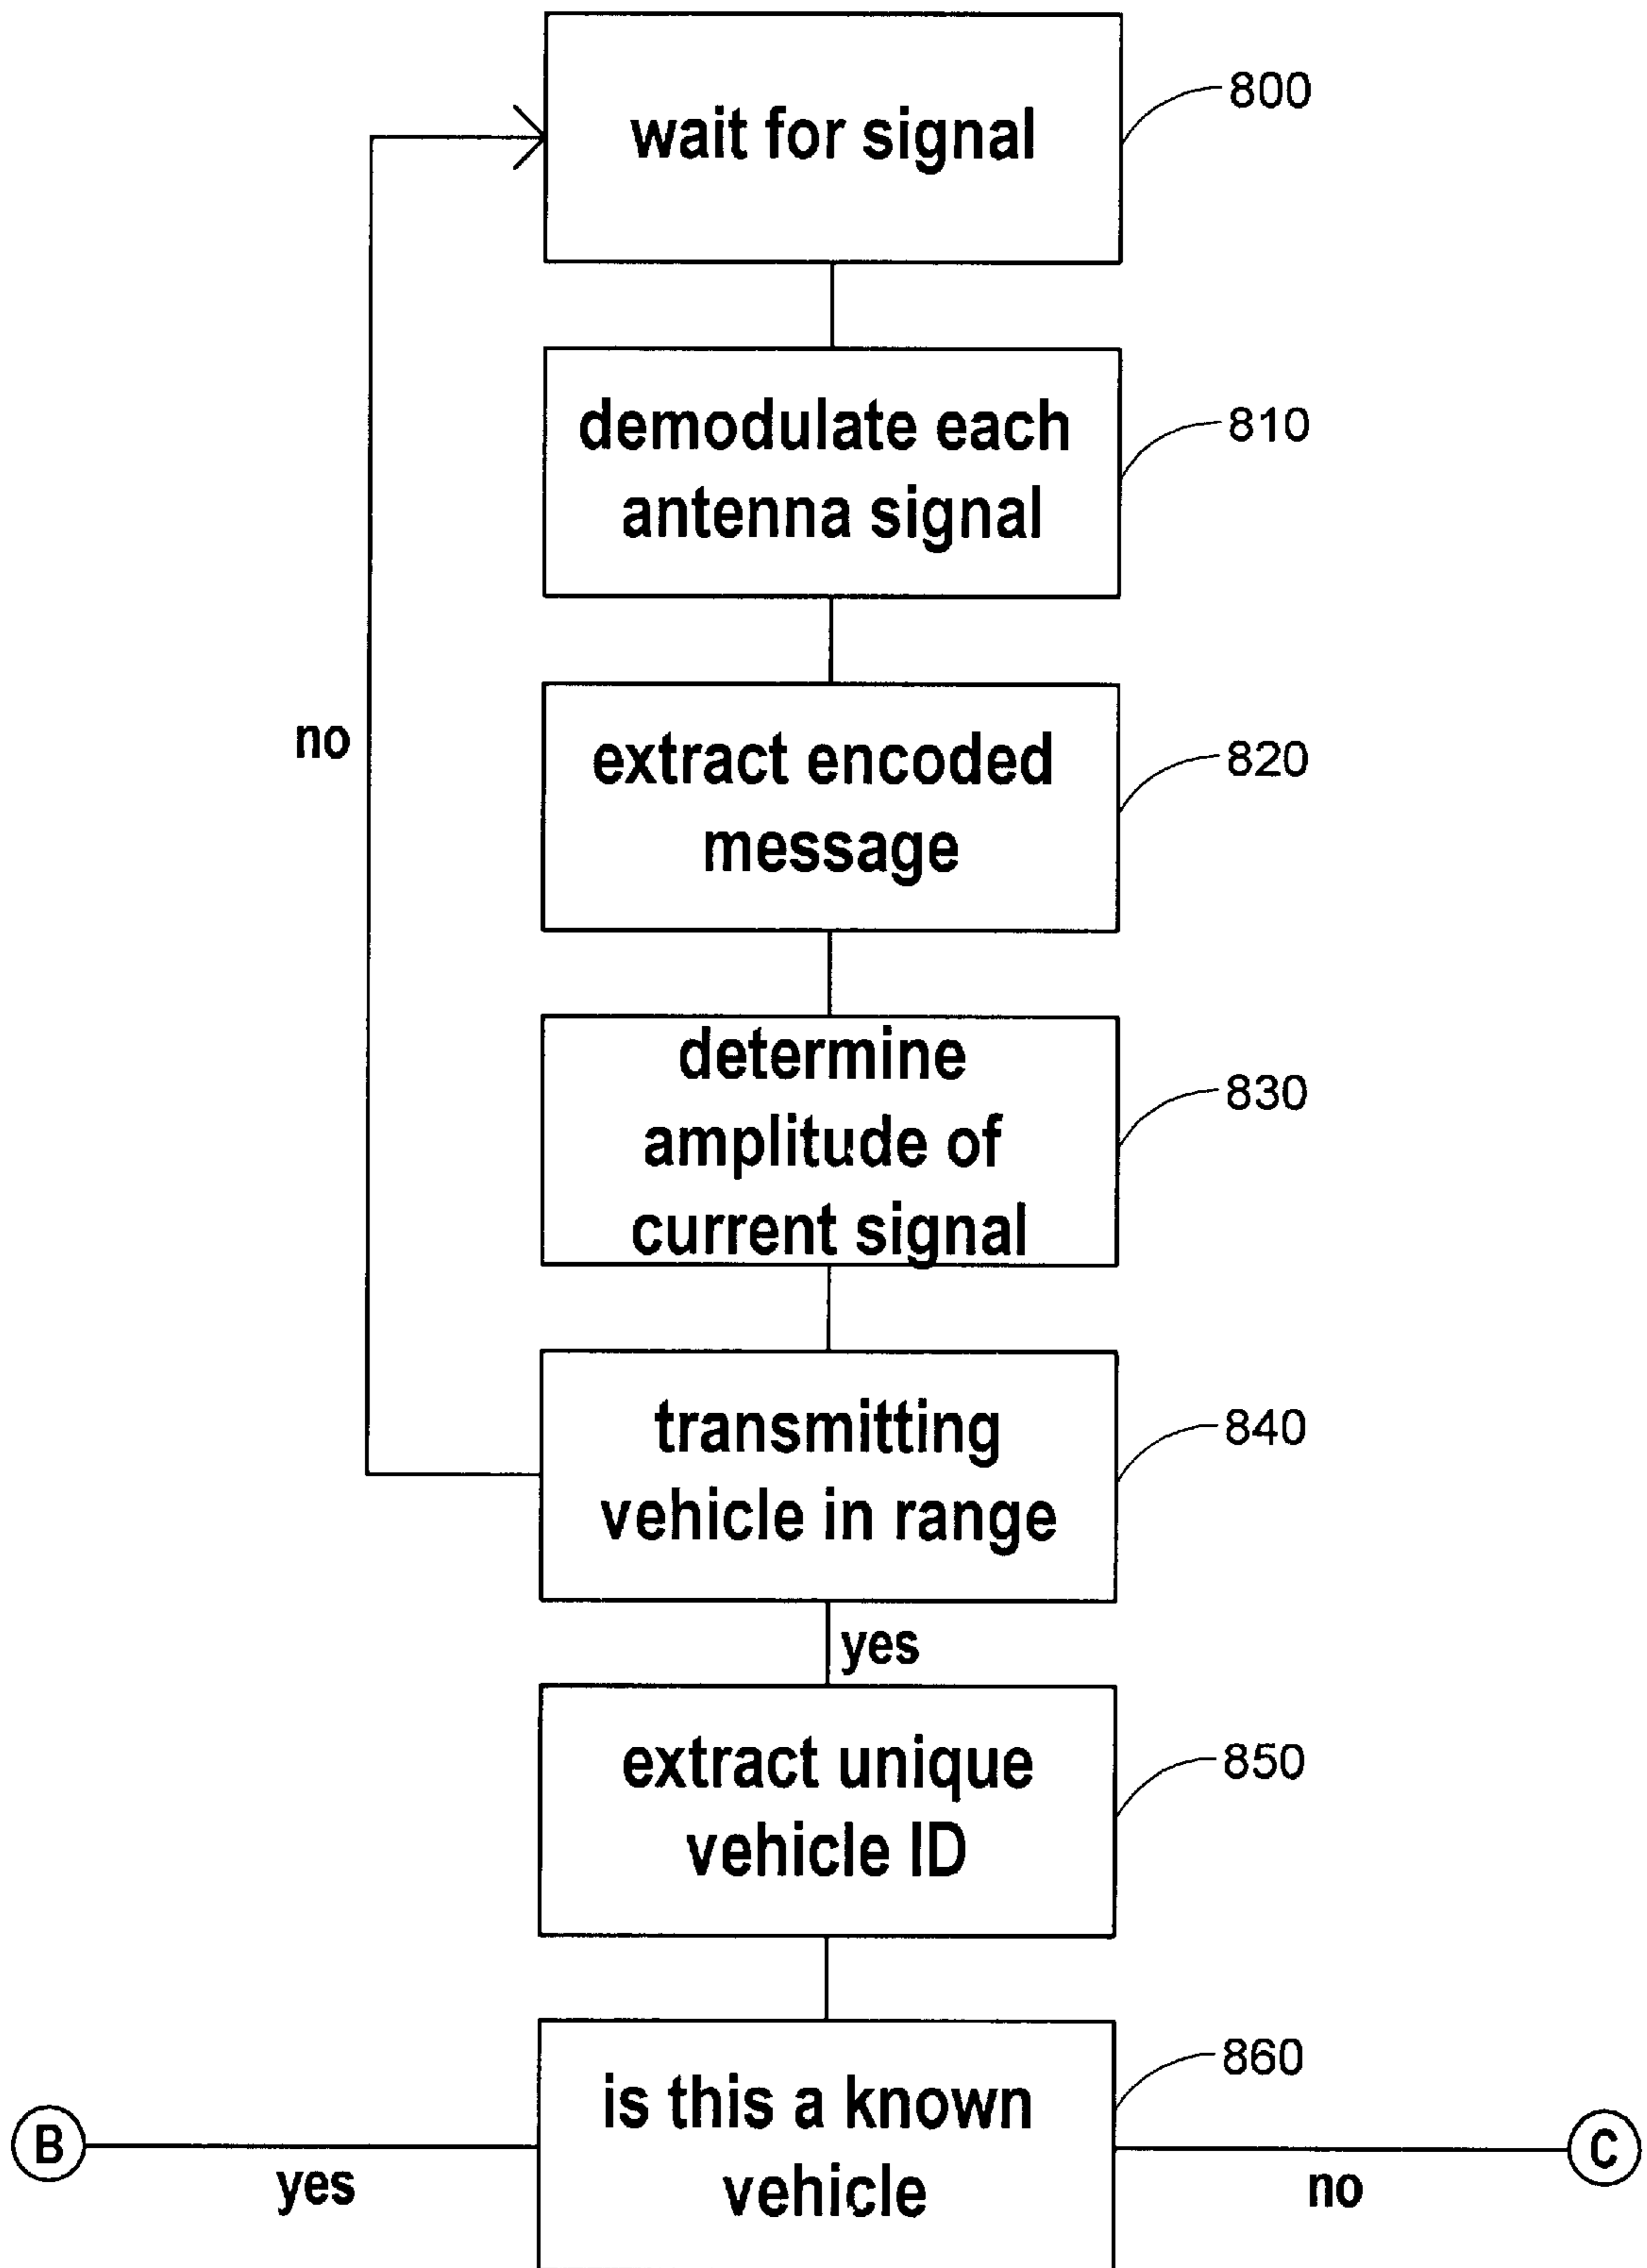 wait for signal
800
demodulate each
antenna signal
810
extract encoded
message
820
no
determine
amplitude of
current signal
830
transmitting
vehicle in range
840
yes
extract unique
vehicle ID
850
is this a known
vehicle
860
B
yes
C
no